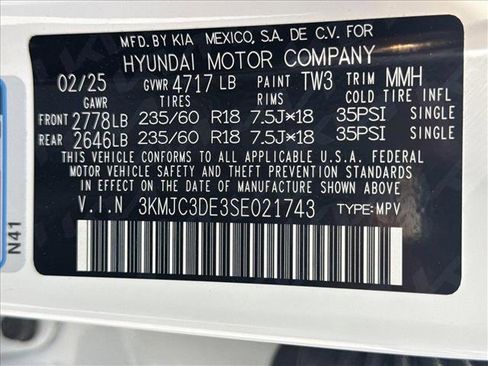 MFD.BY KIA MEXICO, S.A DE C.V. FOR
HYUNDAI MOTOR COMPANY
02/25 GVWR 4717 LB PAINT TW3 TRIM MMH
GAWR TIRES RIMS COLD TIRE INFL
FRONT 2778LB 235/60 R18 7.5J×18 35PSI SINGLE
REAR 2646LB 235/60 R18 7.5J×18 35PSI SINGLE
THIS VEHICLE CONFORMS TO ALL APPLICABLE U.S.A. FEDERAL
MOTOR VEHICLE SAFETY AND THEFT PREVENTION
STANDARDS IN EFFECT ON THE
DATE OF MANUFACTURE SHOWN ABOVE.
V.I.N 3KMJC3DE3SE021743 TYPE:MPV
N41